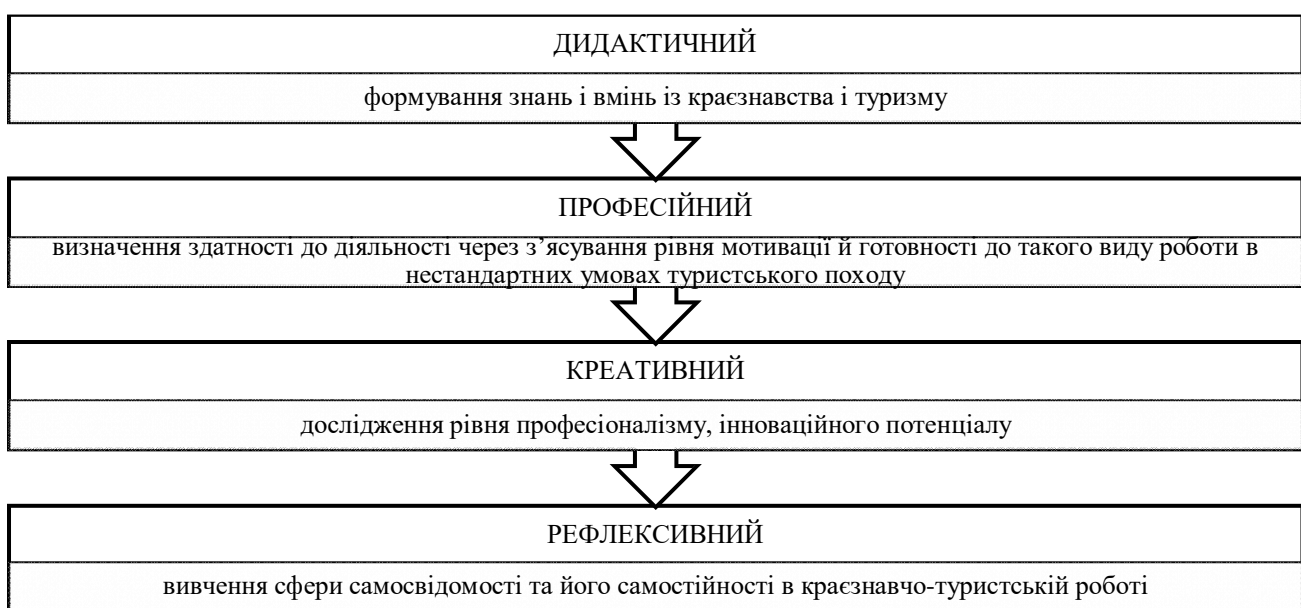 ДИДАКТИЧНИЙ
формування знань і вмінь із краєзнавства і туризму
ПРОФЕСІЙНИЙ
визначення здатності до діяльності через з’ясування рівня мотивації й готовності до такого виду роботи в
нестандартних умовах туристського походу
КРЕАТИВНИЙ
дослідження рівня професіоналізму, інноваційного потенціалу
РЕФЛЕКСИВНИЙ
вивчення сфери самосвідомості та його самостійності в краєзнавчо-туристській роботі